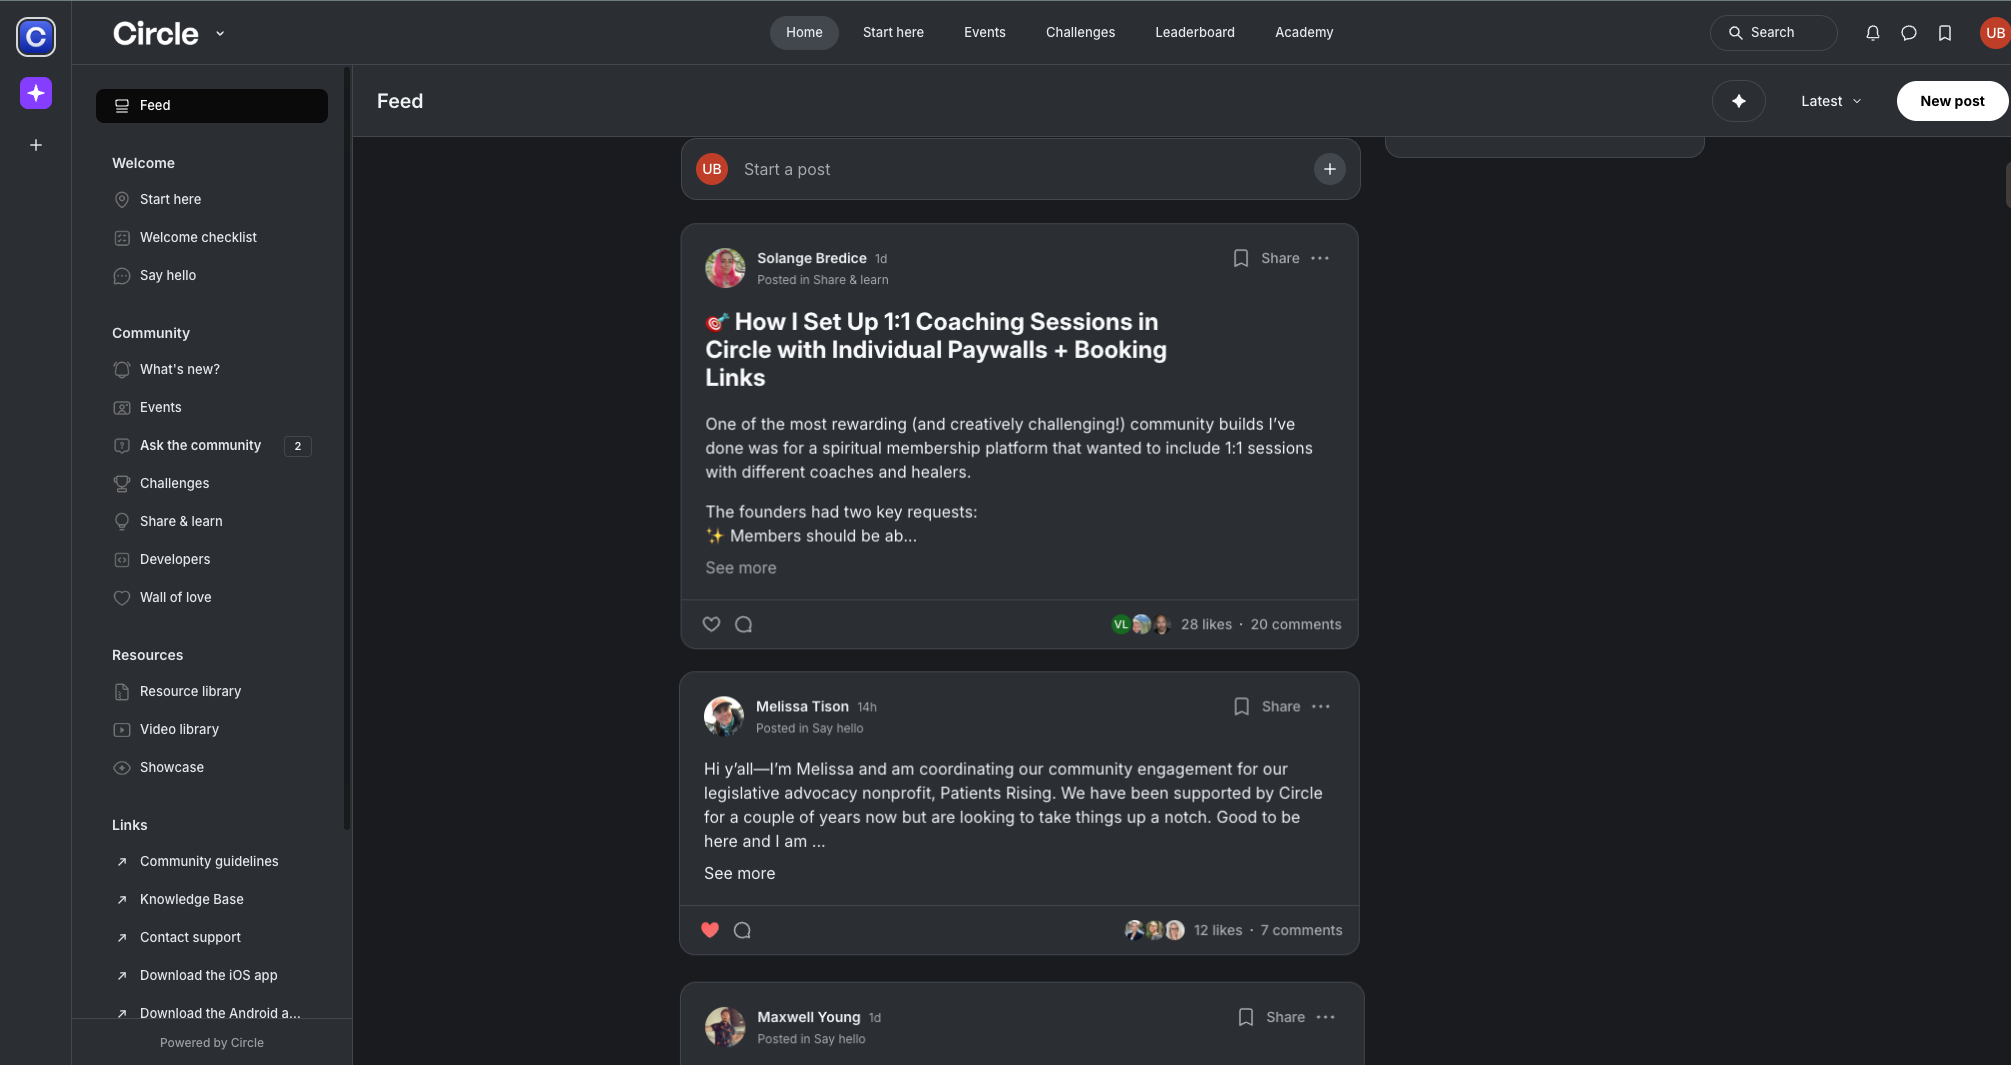 C
Circle
Home
Start here
Events
Challenges
Leaderboard
Academy
Search
UB
Feed
Welcome
Start here
Welcome checklist
Say hello
Community
What's new?
Events
Ask the community 2
Challenges
Share & learn
Developers
Wall of love
Resources
Resource library
Video library
Showcase
Links
Community guidelines
Knowledge Base
Contact support
Download the iOS app
Download the Android a...
Powered by Circle
Feed
Latest
New post
UB Start a post
Solange Bredice 1d
Share
Posted in Share & learn
🎯 How I Set Up 1:1 Coaching Sessions in
Circle with Individual Paywalls + Booking
Links
One of the most rewarding (and creatively challenging!) community builds I’ve
done was for a spiritual membership platform that wanted to include 1:1 sessions
with different coaches and healers.
The founders had two key requests:
✨ Members should be ab...
See more
VL 28 likes · 20 comments
Melissa Tison 14h
Share
Posted in Say hello
Hi y’all—I’m Melissa and am coordinating our community engagement for our
legislative advocacy nonprofit, Patients Rising. We have been supported by Circle
for a couple of years now but are looking to take things up a notch. Good to be
here and I am ...
See more
12 likes · 7 comments
Maxwell Young 1d
Share
Posted in Say hello